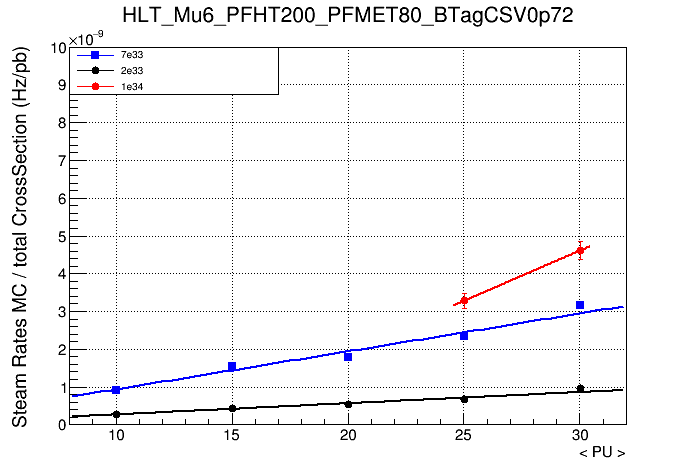 HLT_Mu6_PFHT200_PFMET80_BTagCSV0p72
×10⁻⁹
7e33
2e33
1e34
Steam Rates MC / total CrossSection (Hz/pb)
10
9
8
7
6
5
4
3
2
1
0
10 15 20 25 30
< PU >